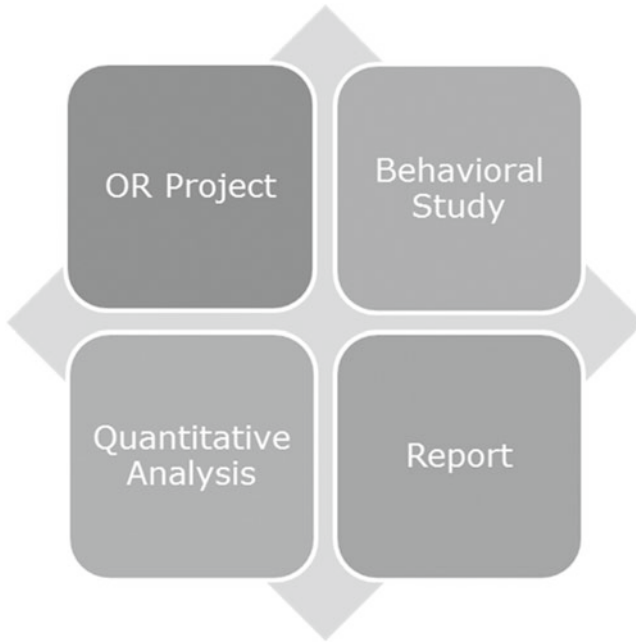 OR Project
Behavioral
Study
Quantitative
Analysis
Report